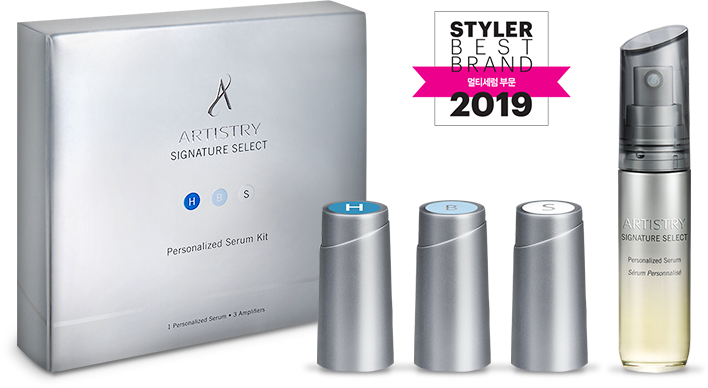 ARTISTRY
SIGNATURE SELECT
H B S
Personalized Serum Kit
1 Personalized Serum • 3 Amplifiers
STYLER
BEST
BRAND
멀티세럼 부문
2019
H
B
S
ARTISTRY
SIGNATURE SELECT
Personalized Serum
Sérum Personnalisé